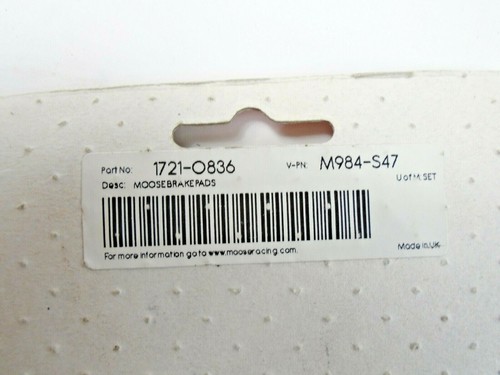 Part No: 1721-0836 V-PN: M984-S47
Desc: MOOSEBRAKEPADS U of M: SET
For more information go to www.mooseracing.com. Made in UK